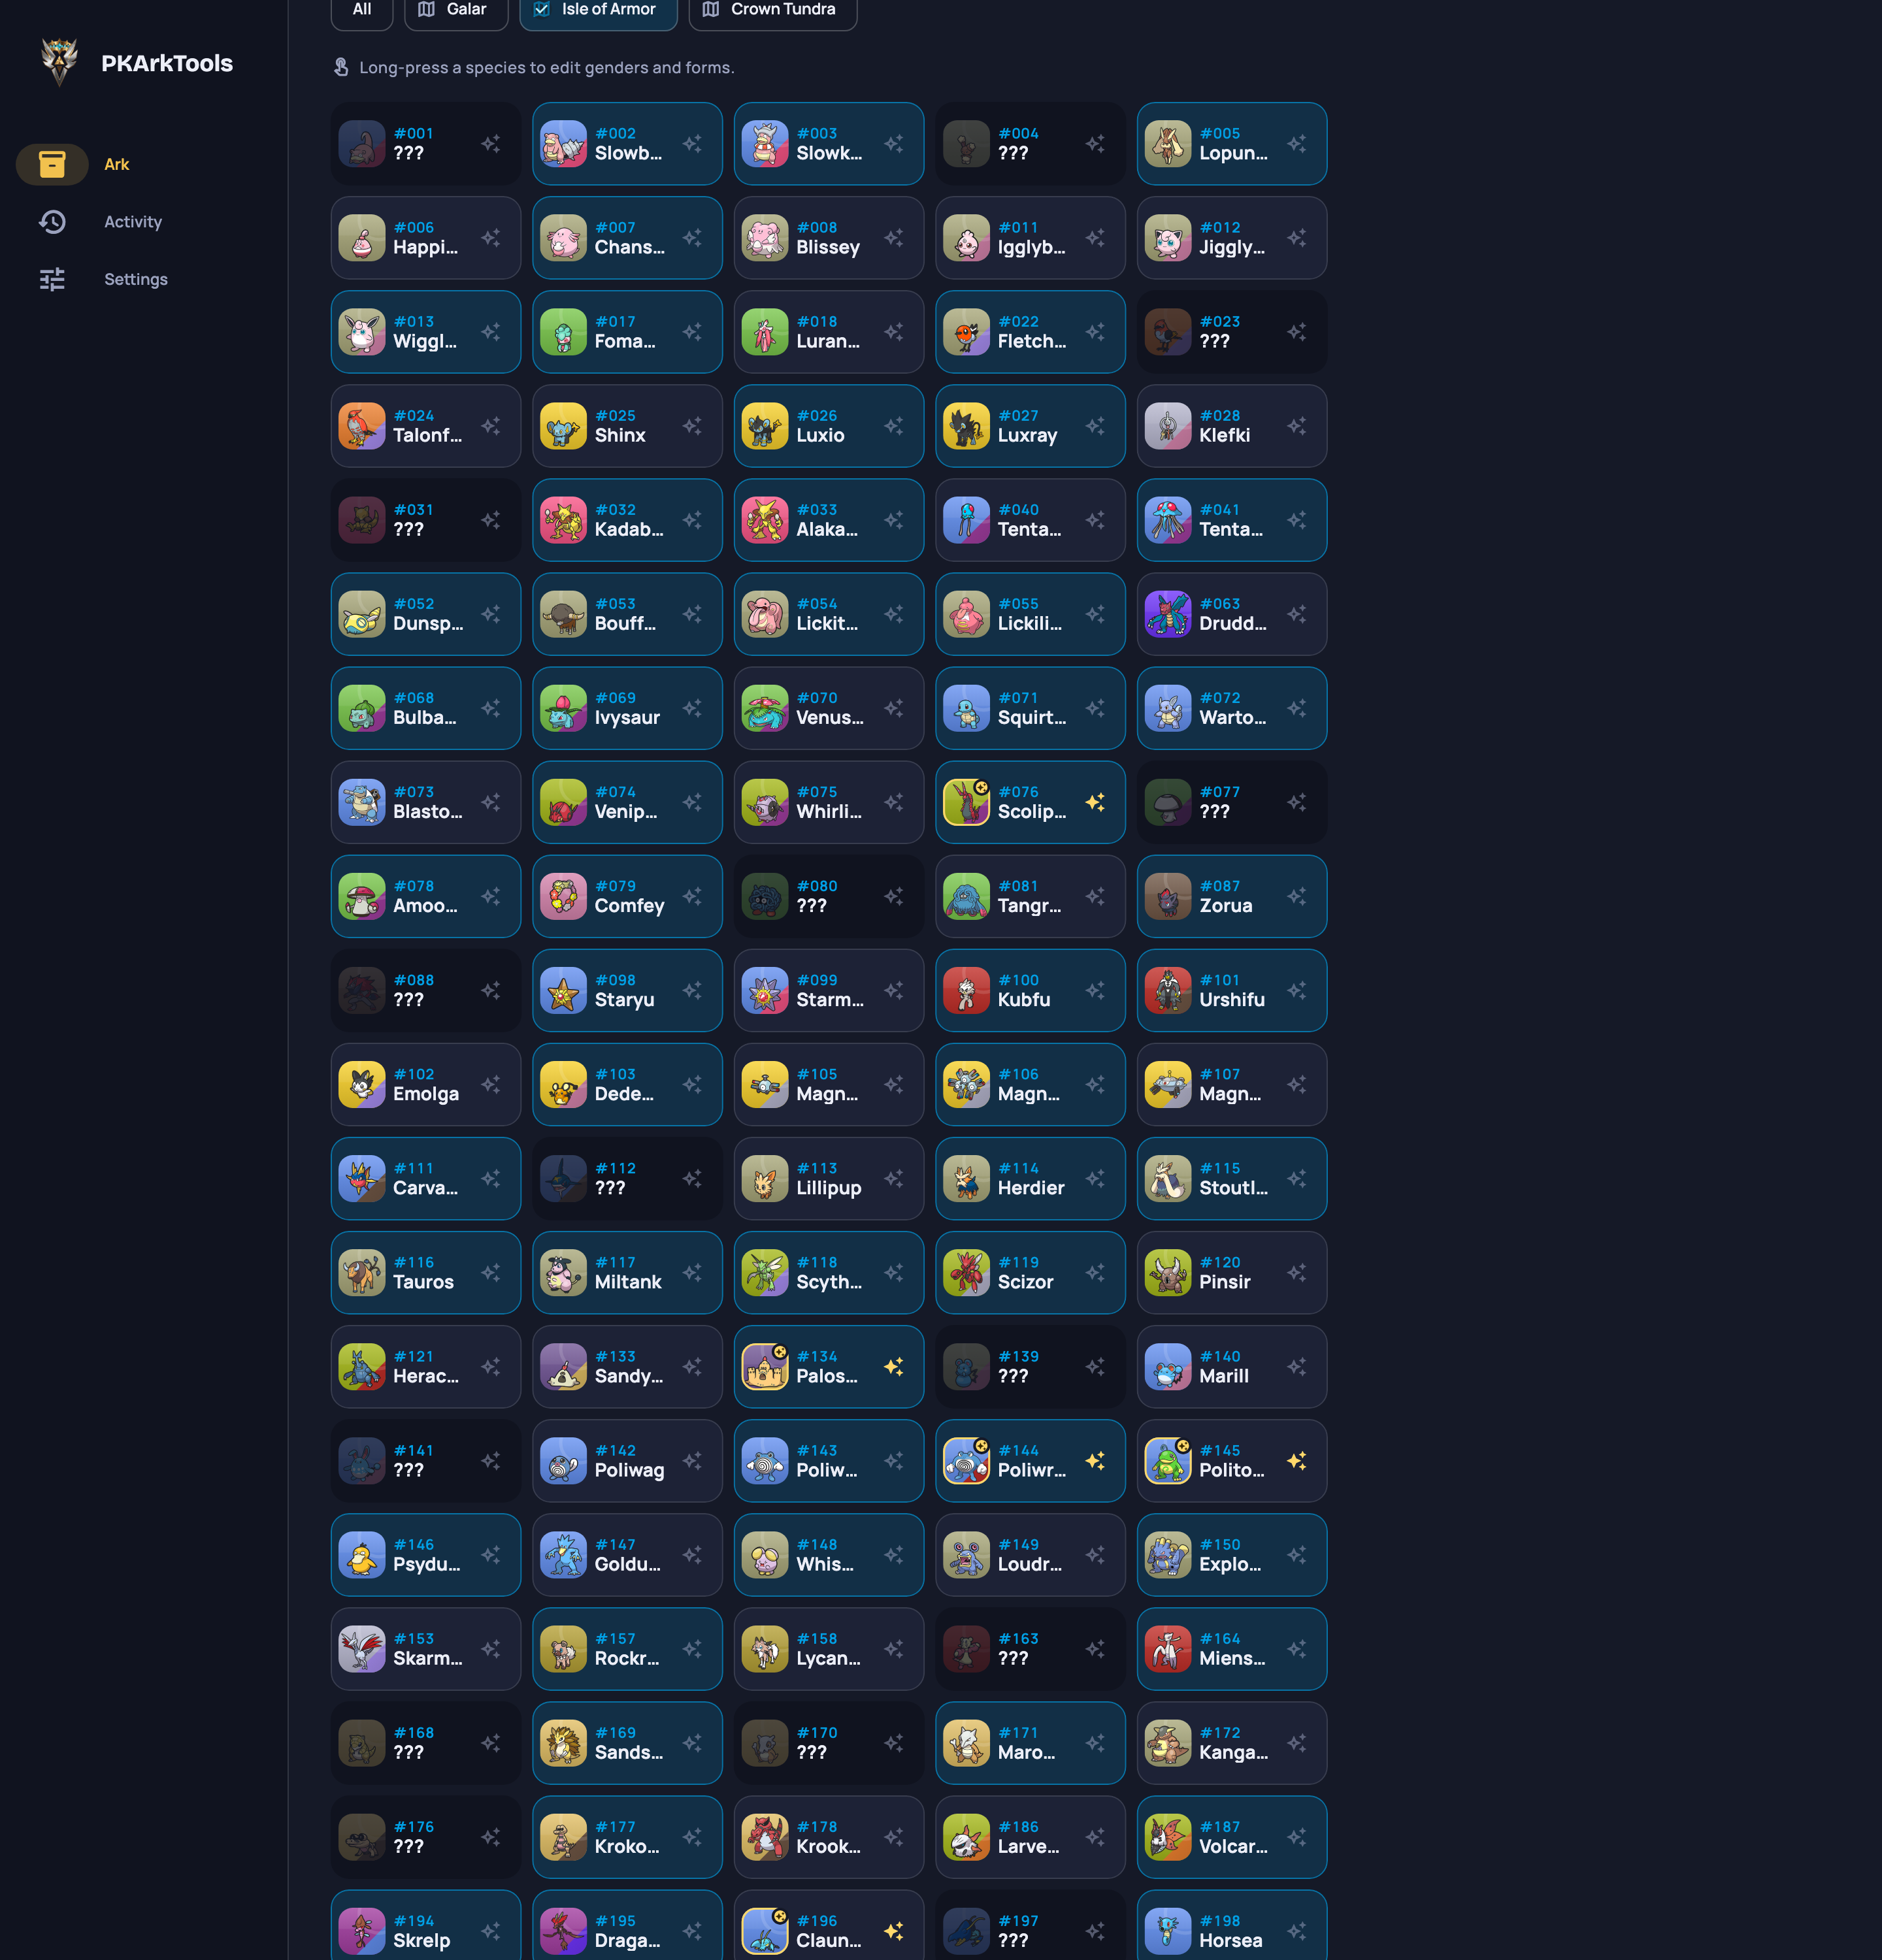 All
Galar
Isle of Armor
Crown Tundra
PKArkTools
Ark
Activity
Settings
Long-press a species to edit genders and forms.
#001
???
#002
Slowb...
#003
Slowk...
#004
???
#005
Lopun...
#006
Happi...
#007
Chans...
#008
Blissey
#011
Igglyb...
#012
Jiggly...
#013
Wiggl...
#017
Foma...
#018
Luran...
#022
Fletch...
#023
???
#024
Talonf...
#025
Shinx
#026
Luxio
#027
Luxray
#028
Klefki
#031
???
#032
Kadab...
#033
Alaka...
#040
Tenta...
#041
Tenta...
#052
Dunsp...
#053
Bouff...
#054
Lickit...
#055
Lickili...
#063
Drudd...
#068
Bulba...
#069
Ivysaur
#070
Venus...
#071
Squirt...
#072
Warto...
#073
Blasto...
#074
Venip...
#075
Whirli...
#076
Scolip...
#077
???
#078
Amoo...
#079
Comfey
#080
???
#081
Tangr...
#087
Zorua
#088
???
#098
Staryu
#099
Starm...
#100
Kubfu
#101
Urshifu
#102
Emolga
#103
Dede...
#105
Magn...
#106
Magn...
#107
Magn...
#111
Carva...
#112
???
#113
Lillipup
#114
Herdier
#115
Stoutl...
#116
Tauros
#117
Miltank
#118
Scyth...
#119
Scizor
#120
Pinsir
#121
Herac...
#133
Sandy...
#134
Palos...
#139
???
#140
Marill
#141
???
#142
Poliwag
#143
Poliw...
#144
Poliwr...
#145
Polito...
#146
Psydu...
#147
Goldu...
#148
Whis...
#149
Loudr...
#150
Explo...
#153
Skarm...
#157
Rockr...
#158
Lycan...
#163
???
#164
Miens...
#168
???
#169
Sands...
#170
???
#171
Maro...
#172
Kanga...
#176
???
#177
Kroko...
#178
Krook...
#186
Larve...
#187
Volcar...
#194
Skrelp
#195
Draga...
#196
Claun...
#197
???
#198
Horsea